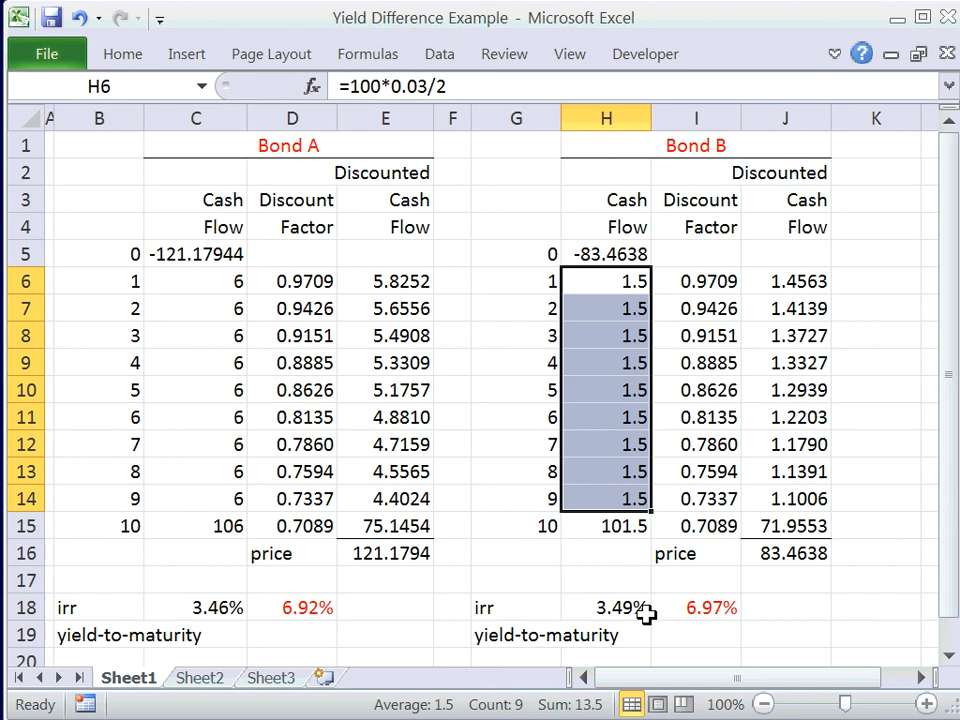 Yield Difference Example - Microsoft Excel
File Home Insert Page Layout Formulas Data Review View Developer
H6 fx =100*0.03/2
A B C D E F G H I J K
1 Bond A Bond B
2 Discounted Discounted
3 Cash Discount Cash Cash Discount Cash
4 Flow Factor Flow Flow Factor Flow
5 0 -121.17944 0 -83.4638
6 1 6 0.9709 5.8252 1 1.5 0.9709 1.4563
7 2 6 0.9426 5.6556 2 1.5 0.9426 1.4139
8 3 6 0.9151 5.4908 3 1.5 0.9151 1.3727
9 4 6 0.8885 5.3309 4 1.5 0.8885 1.3327
10 5 6 0.8626 5.1757 5 1.5 0.8626 1.2939
11 6 6 0.8135 4.8810 6 1.5 0.8135 1.2203
12 7 6 0.7860 4.7159 7 1.5 0.7860 1.1790
13 8 6 0.7594 4.5565 8 1.5 0.7594 1.1391
14 9 6 0.7337 4.4024 9 1.5 0.7337 1.1006
15 10 106 0.7089 75.1454 10 101.5 0.7089 71.9553
16 price 121.1794 price 83.4638
17
18 irr 3.46% 6.92% irr 3.49% 6.97%
19 yield-to-maturity yield-to-maturity
20
Sheet1 Sheet2 Sheet3
Ready Average: 1.5 Count: 9 Sum: 13.5 100%